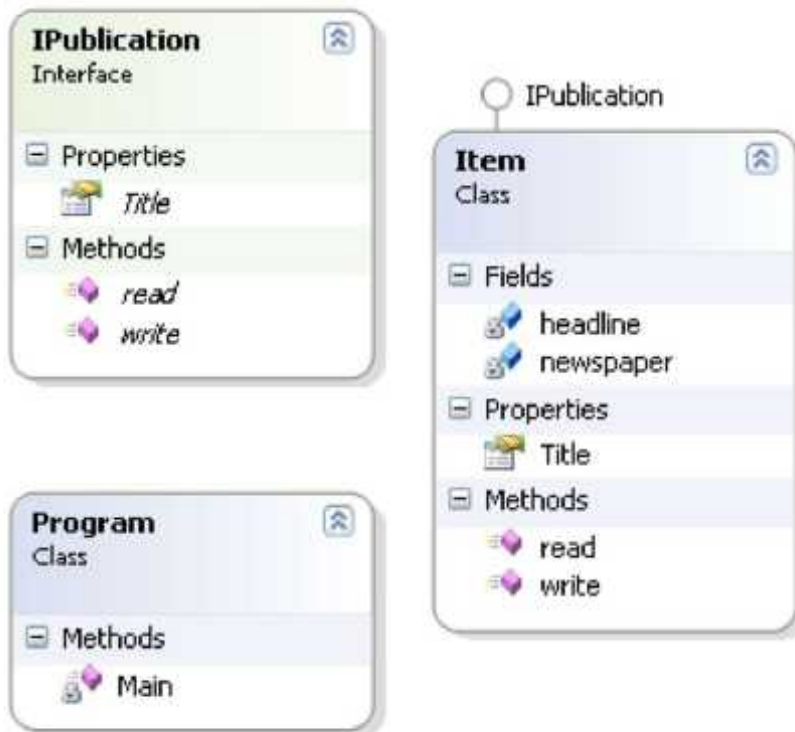 IPublication
Interface
Properties
Title
Methods
read
write
IPublication
Item
Class
Fields
headline
newspaper
Properties
Title
Methods
read
write
Program
Class
Methods
Main